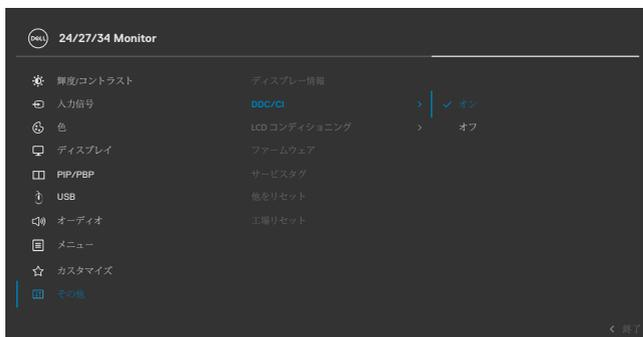 DELL 24/27/34 Monitor
輝度/コントラスト ディスプレー情報
入力信号 DDC/CI > ✓ オン
色 LCD コンディショニング > オフ
ディスプレイ ファームウェア
PIP/PBP サービスタグ
USB 他をリセット
オーディオ 工場リセット
メニュー
カスタマイズ
その他
< 終了